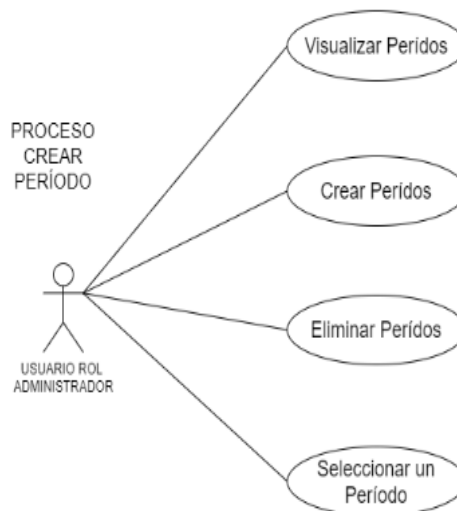 Visualizar Perídos
PROCESO
CREAR
PERÍODO
Crear Perídos
Eliminar Perídos
USUARIO ROL
ADMINISTRADOR
Seleccionar un
Período